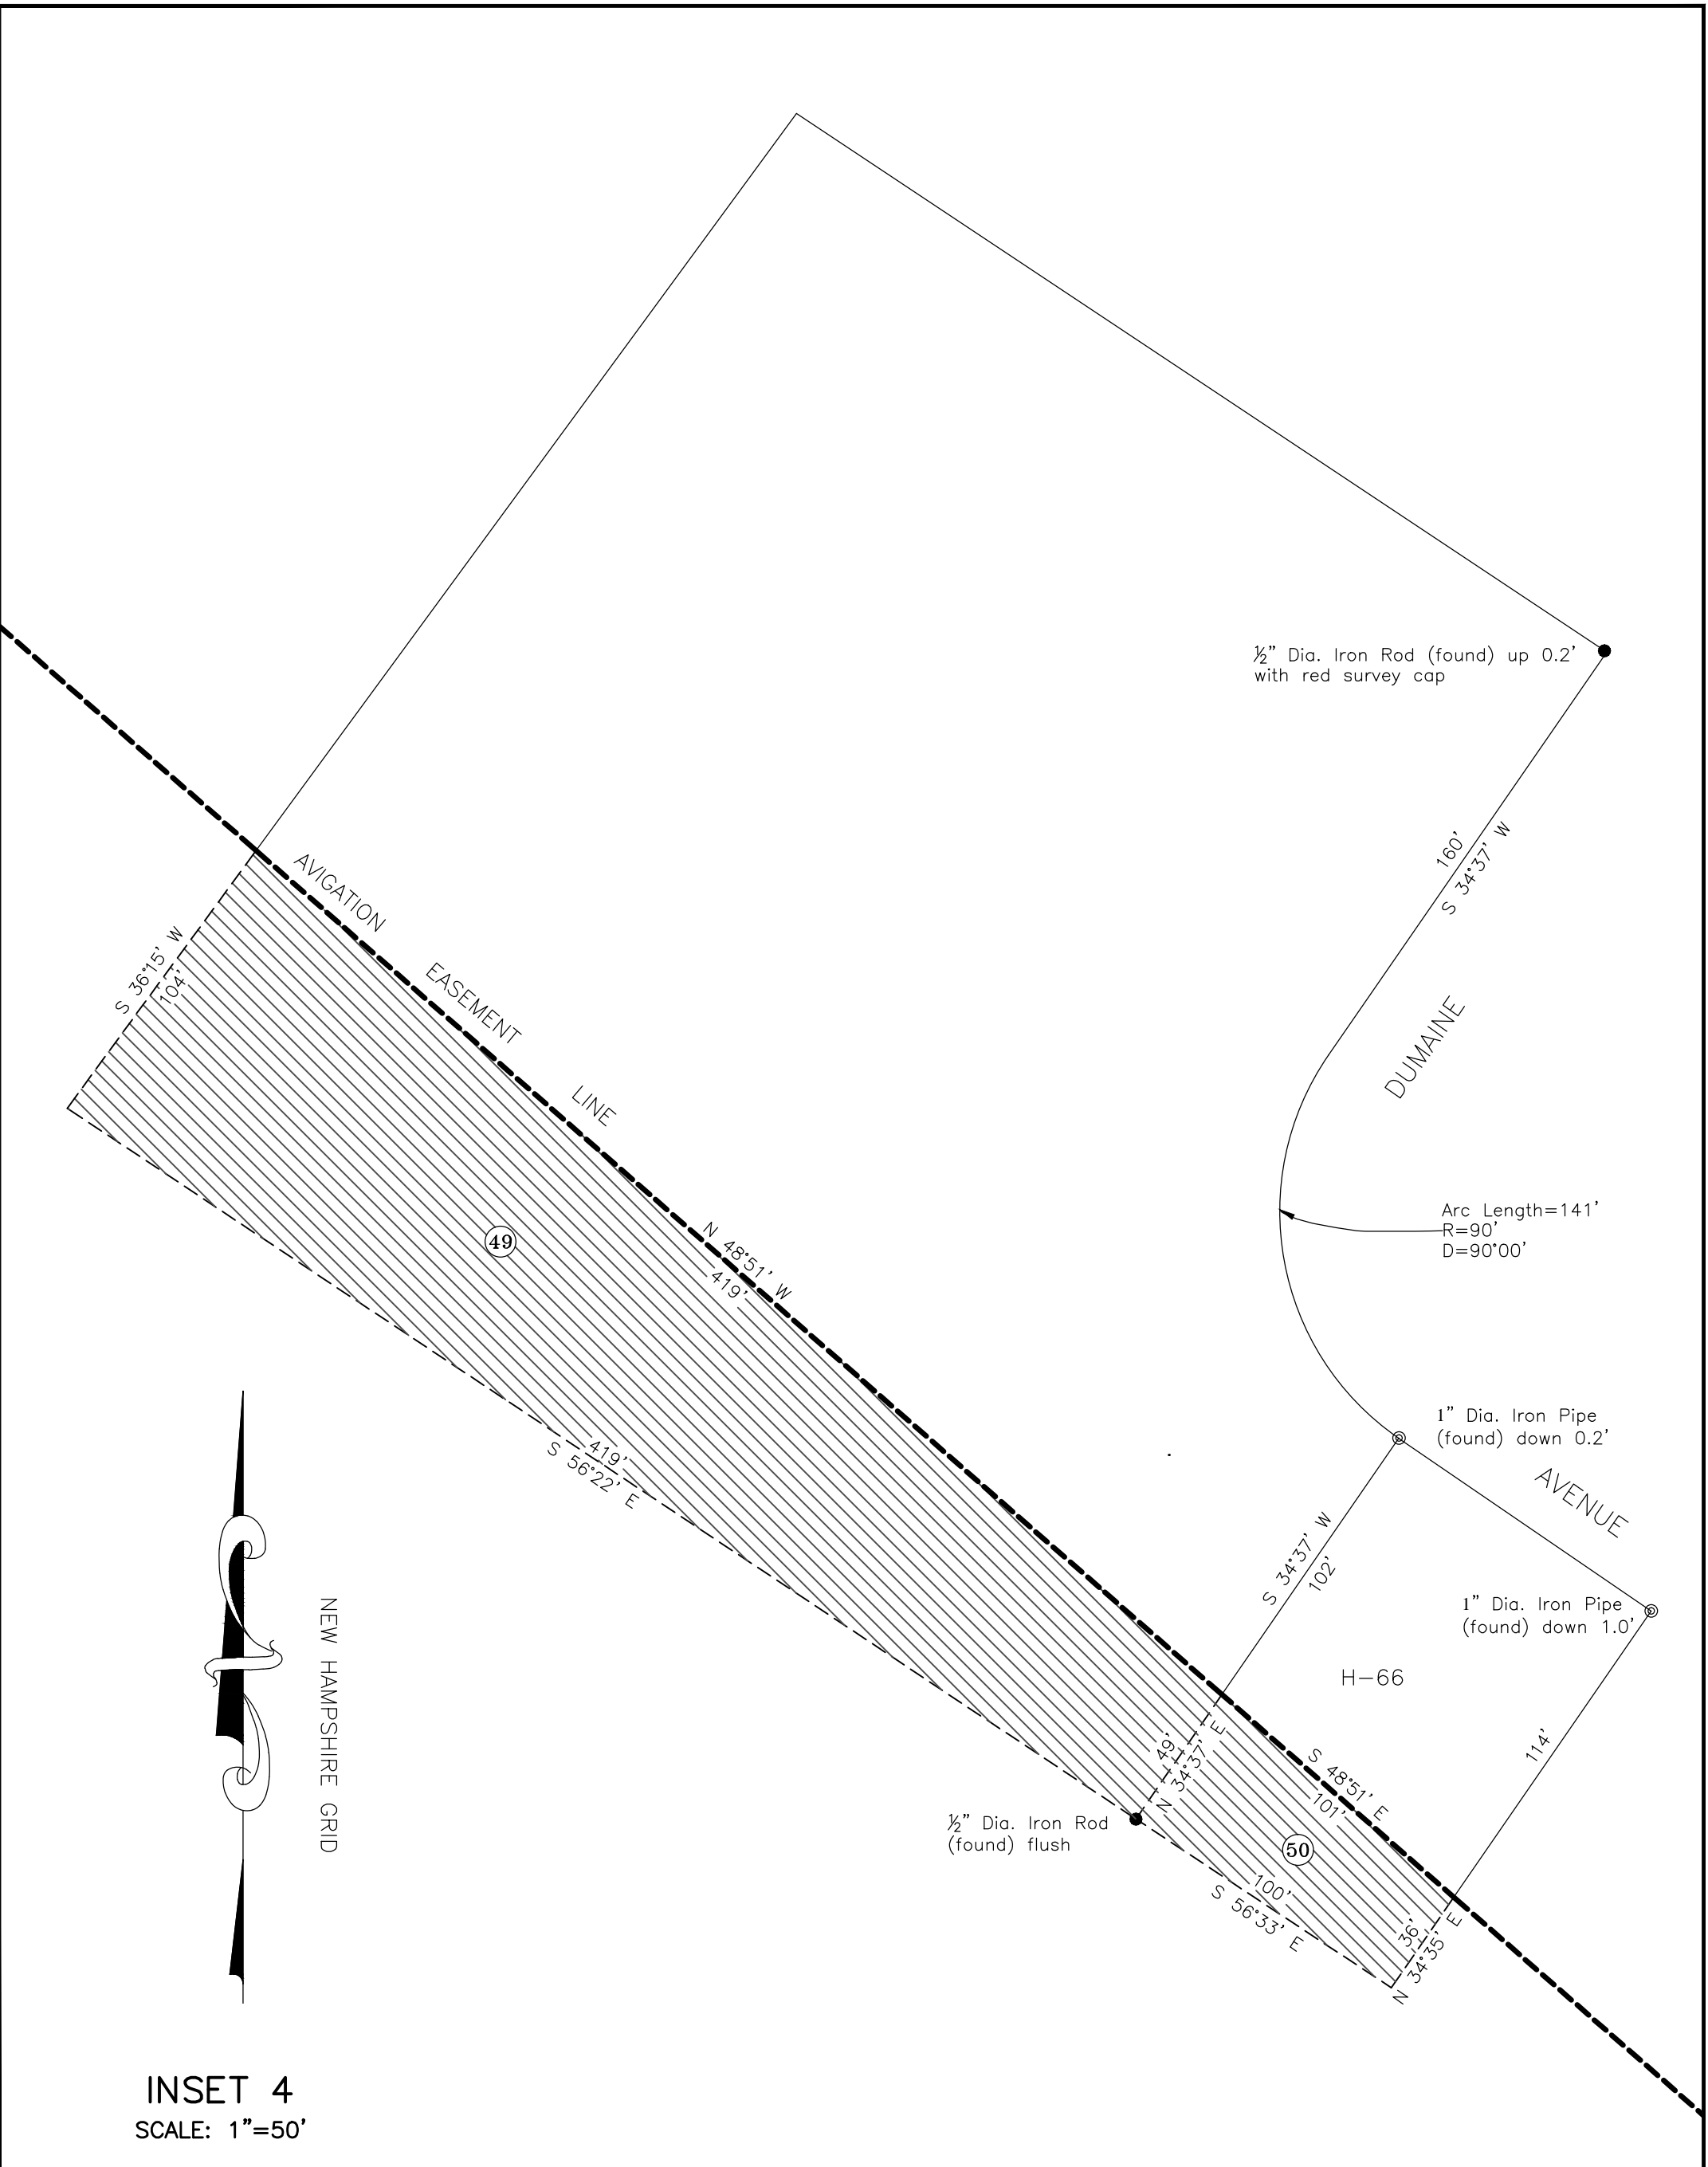 ½" Dia. Iron Rod (found) up 0.2'
with red survey cap
160'
S 34°37' W
AVIGATION
EASEMENT
LINE
S 36°15' W
104'
DUMAINE
Arc Length=141'
R=90'
D=90°00'
49
N 48°51' W
419'
419'
S 56°22' E
1" Dia. Iron Pipe
(found) down 0.2'
AVENUE
S 34°37' W
102'
1" Dia. Iron Pipe
(found) down 1.0'
H-66
114'
49'
N 34°37' E
S 48°51' E
101'
½" Dia. Iron Rod
(found) flush
50
100'
S 56°33' E
36'
N 34°35' E
NEW HAMPSHIRE GRID
INSET 4
SCALE: 1"=50'